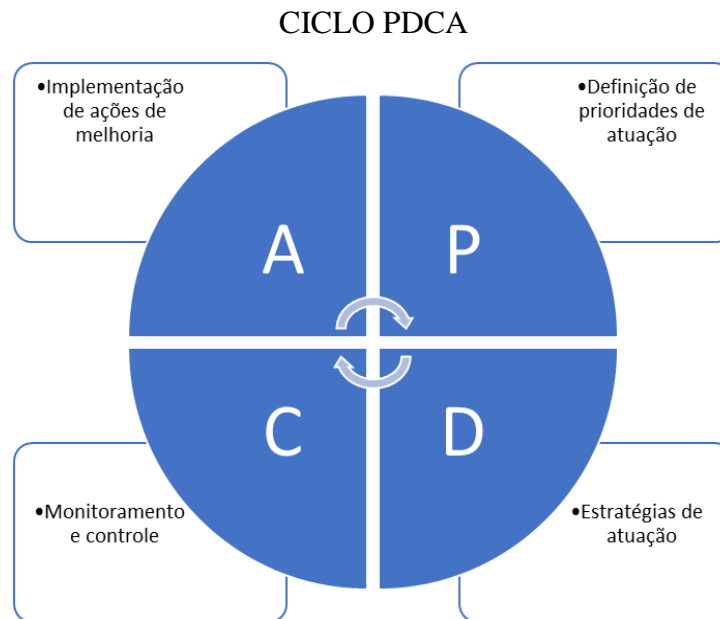 CICLO PDCA
•Implementação
de ações de
melhoria
•Definição de
prioridades de
atuação
A
P
C
D
•Monitoramento
e controle
•Estratégias de
atuação